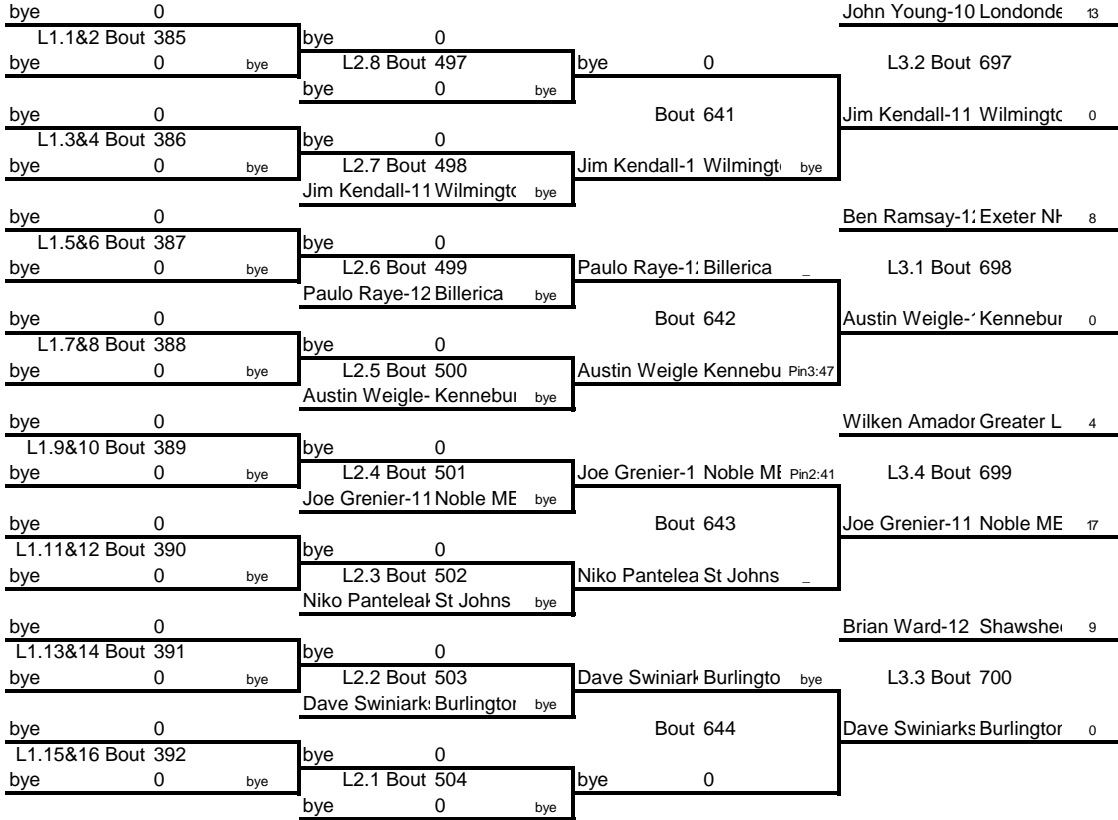 bye 0 John Young-10 Londonde 13
L1.1&2 Bout 385 bye 0
bye 0 bye L2.8 Bout 497 bye 0 L3.2 Bout 697
bye 0 bye
bye 0 Bout 641 Jim Kendall-11 Wilmingto 0
L1.3&4 Bout 386 bye 0
bye 0 bye L2.7 Bout 498 Jim Kendall-1 Wilmingt bye
Jim Kendall-11 Wilmingto bye
bye 0 Ben Ramsay-12 Exeter NH 8
L1.5&6 Bout 387 bye 0
bye 0 bye L2.6 Bout 499 Paulo Raye-1 Billerica _ L3.1 Bout 698
Paulo Raye-12 Billerica bye
bye 0 Bout 642 Austin Weigle- Kennebun 0
L1.7&8 Bout 388 bye 0
bye 0 bye L2.5 Bout 500 Austin Weigle Kennebu Pin3:47
Austin Weigle- Kennebun bye
bye 0 Wilken Amador Greater L 4
L1.9&10 Bout 389 bye 0
bye 0 bye L2.4 Bout 501 Joe Grenier-1 Noble ME Pin2:41 L3.4 Bout 699
Joe Grenier-11 Noble ME bye
bye 0 Bout 643 Joe Grenier-11 Noble ME 17
L1.11&12 Bout 390 bye 0
bye 0 bye L2.3 Bout 502 Niko Pantelea St Johns _
Niko Panteleak St Johns bye
bye 0 Brian Ward-12 Shawshe 9
L1.13&14 Bout 391 bye 0
bye 0 bye L2.2 Bout 503 Dave Swiniark Burlingto bye L3.3 Bout 700
Dave Swiniarks Burlington bye
bye 0 Bout 644 Dave Swiniarks Burlington 0
L1.15&16 Bout 392 bye 0
bye 0 bye L2.1 Bout 504 bye 0
bye 0 bye